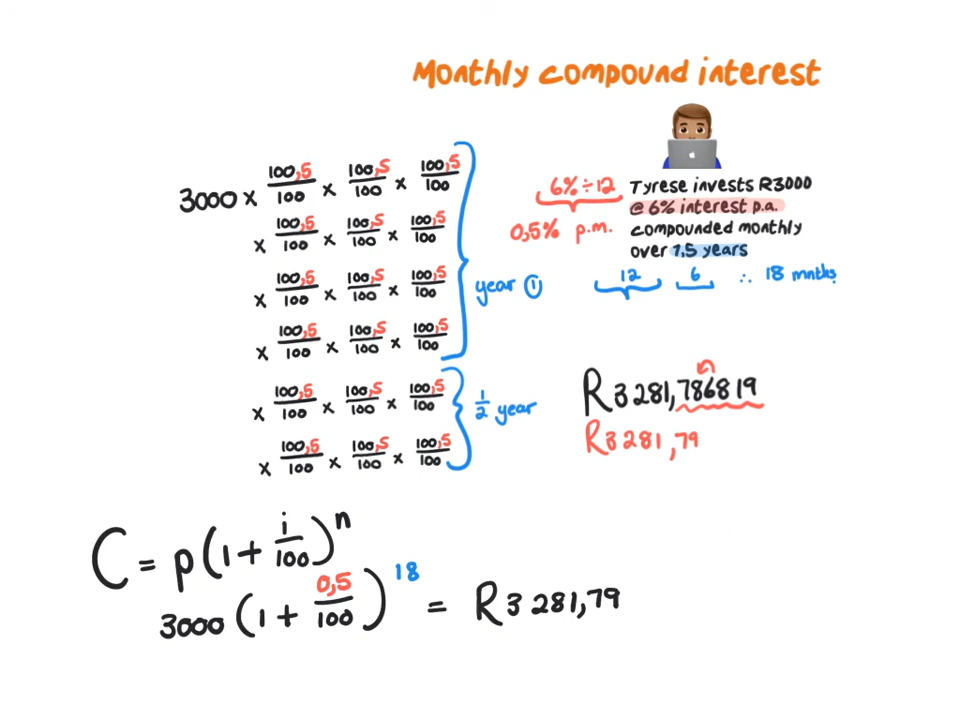 Monthly compound interest
3000 × 100,5/100 × 100,5/100 × 100,5/100
× 100,5/100 × 100,5/100 × 100,5/100
× 100,5/100 × 100,5/100 × 100,5/100
× 100,5/100 × 100,5/100 × 100,5/100
year ①
× 100,5/100 × 100,5/100 × 100,5/100
× 100,5/100 × 100,5/100 × 100,5/100
1/2 year
6% ÷ 12
0,5% p.m.
Tyrese invests R3000
@ 6% interest p.a.
compounded monthly
over 1,5 years
12 6 ∴ 18 mnths
R3 281,786819
R3 281,79
C = p(1 + i/100)^n
3000 (1 + 0,5/100)^18 = R3 281,79